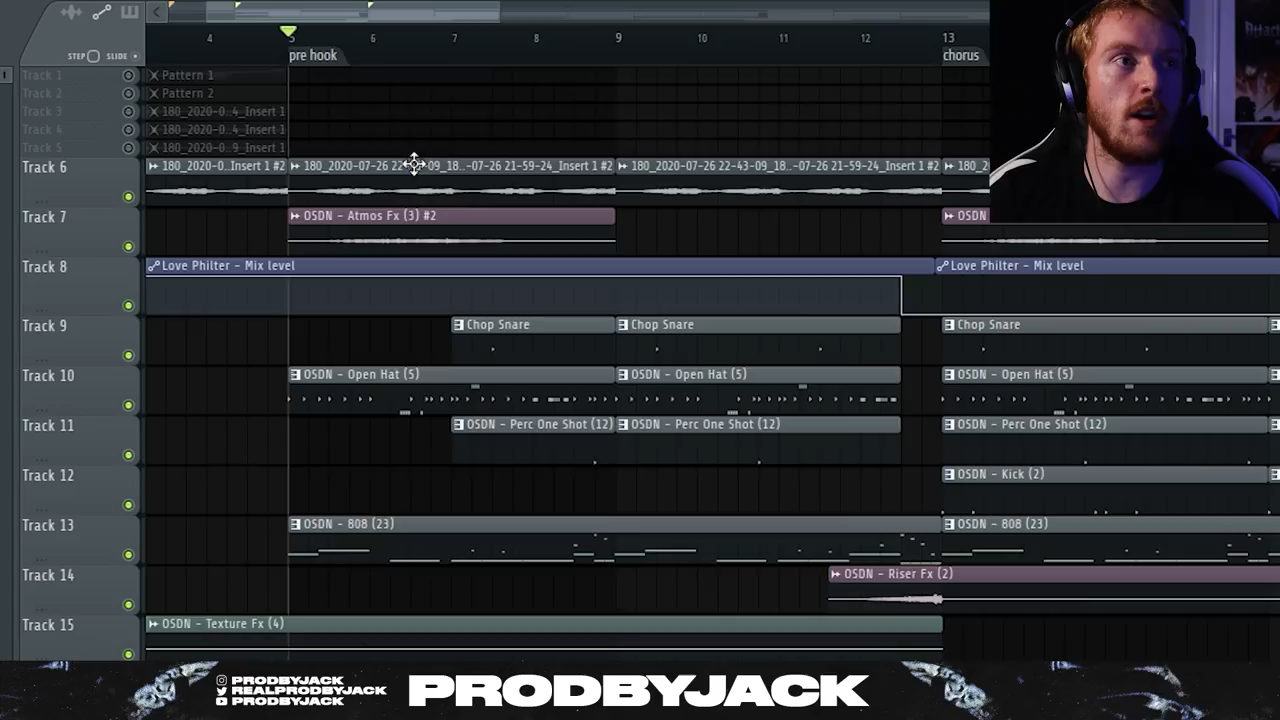 STEP SLIDE
4 5 6 7 8 9 10 11 12 13
pre hook chorus
Track 1 Pattern 1
Track 2 Pattern 2
Track 3 180_2020-0..4_Insert 1
Track 4 180_2020-0..4_Insert 1
Track 5 180_2020-0..9_Insert 1
Track 6 180_2020-0..Insert 1 #2 180_2020-07-26 22 09_18..-07-26 21-59-24_Insert 1 #2 180_2020-07-26 22-43-09_18..-07-26 21-59-24_Insert 1 #2 180_2
Track 7 OSDN - Atmos Fx (3) #2 OSDN
Track 8 Love Philter - Mix level Love Philter - Mix level
Track 9 Chop Snare Chop Snare Chop Snare
Track 10 OSDN - Open Hat (5) OSDN - Open Hat (5) OSDN - Open Hat (5)
Track 11 OSDN - Perc One Shot (12) OSDN - Perc One Shot (12) OSDN - Perc One Shot (12)
Track 12 OSDN - Kick (2)
Track 13 OSDN - 808 (23) OSDN - 808 (23)
Track 14 OSDN - Riser Fx (2)
Track 15 OSDN - Texture Fx (4)
PRODBYJACK
REALPRODBYJACK
PRODBYJACK
PRODBYJACK